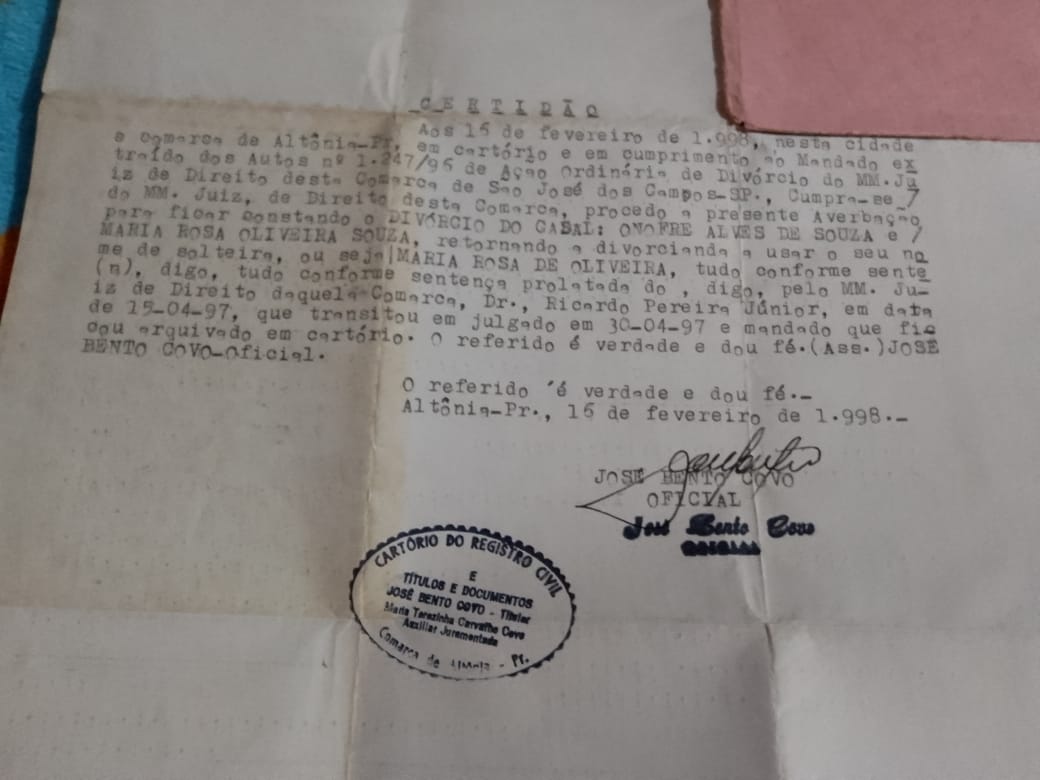 C E R T I D Ã O
Aos 16 de fevereiro de 1.998, nesta cidade
e comarca de Altônia-Pr, em cartório e em cumprimento ao Mandado ex
traído dos Autos nº 1.247/96 de Ação Ordinária de Divórcio do MM.Ju
iz de Direito desta Comarca de Sao José dos Campos-SP., Cumpra-se /
do MM. Juiz, de Direito desta Comarca, procedo a presente Averbação
para ficar constando o DIVÓRCIO DO CASAL: ONOFRE ALVES DE SOUZA e /
MARIA ROSA OLIVEIRA SOUZA, retornando a divorcianda a usar o seu no
me de solteira, ou seja|MARIA ROSA DE OLIVEIRA, tudo conforme sente
(n), digo, tudo conforme sentença prolatada do , digo, pelo MM. Ju-
iz de Direito daquela Comarca, Dr., Ricardo Pereira Júnior, em data
de 15-04-97, que transitou em julgado em 30-04-97 e mandado que fi-
cou arquivado em cartório. O referido é verdade e dou fé.(Ass.)JOSÉ
BENTO COVO-Oficial.
O referido ´é verdade e dou fé.-
Altônia-Pr., 16 de fevereiro de 1.998.-
JOSÉ BENTO COVO
OFICIAL
José Bento Covo
OFICIAL
CARTÓRIO DO REGISTRO CIVIL
E
TÍTULOS E DOCUMENTOS
JOSÉ BENTO COVO - Titular
Maria Terezinha Carvalho Covo
Auxiliar Juramentada
Comarca de Altônia - Pr.